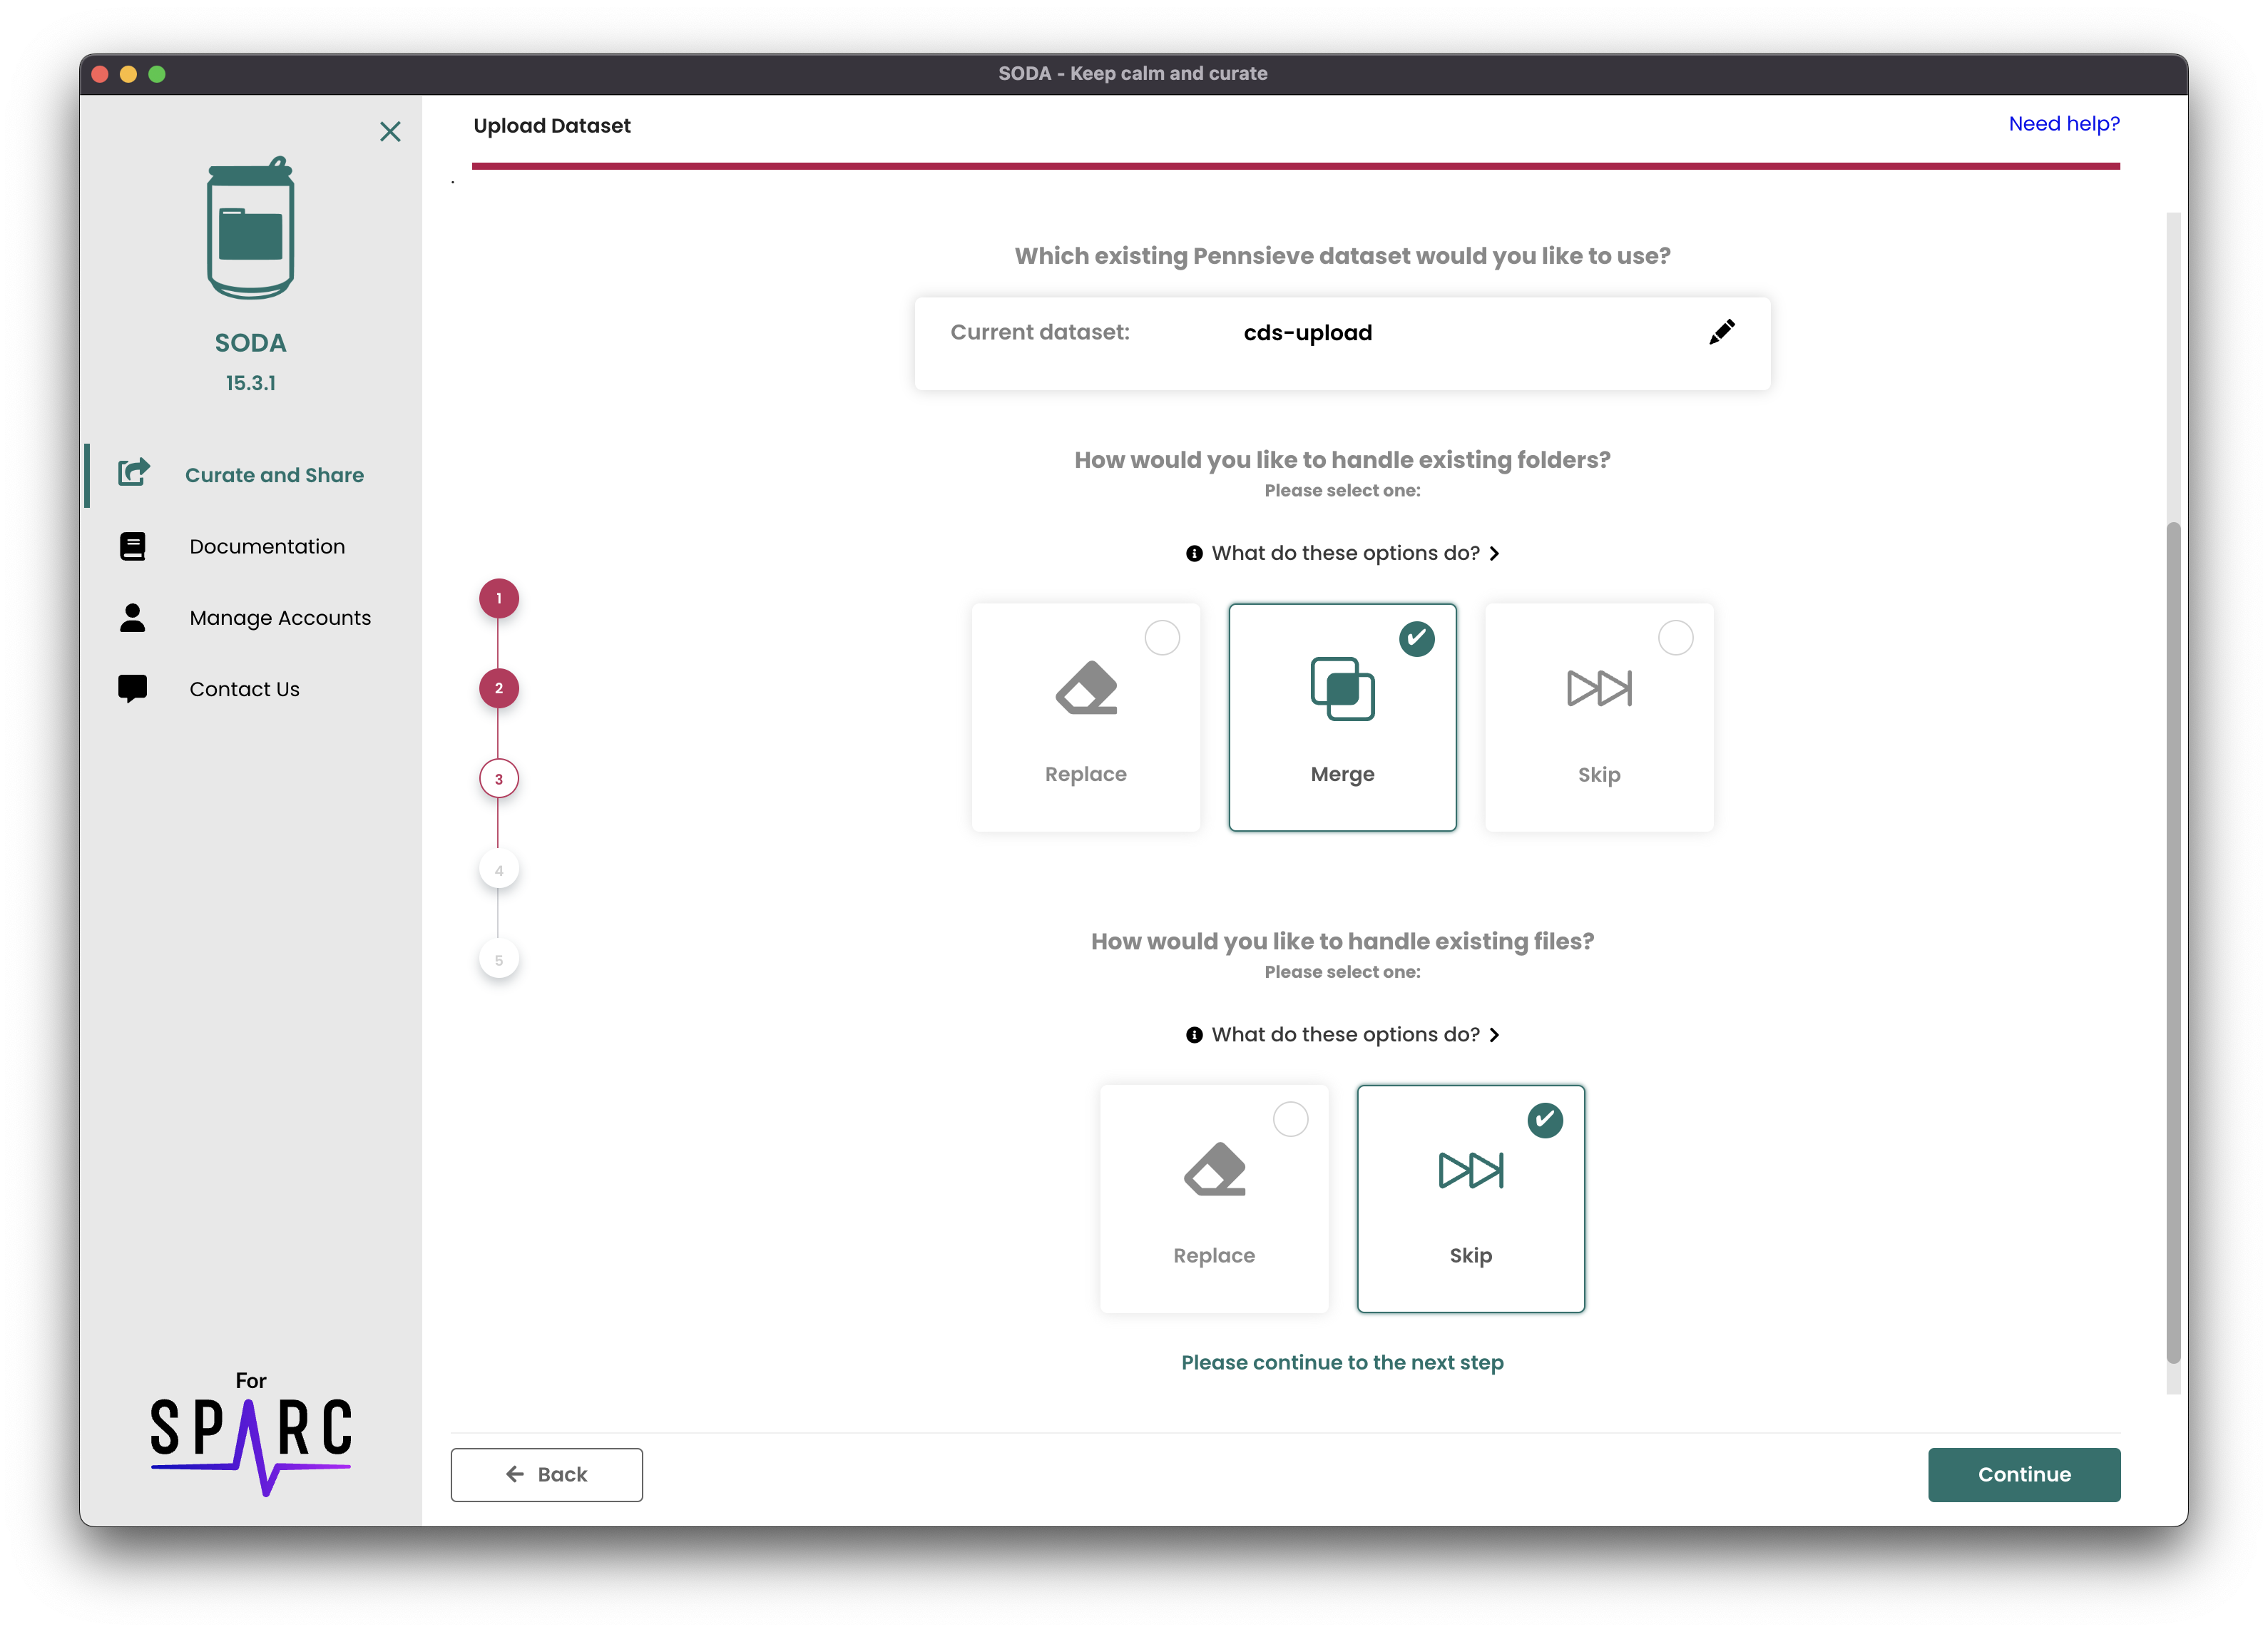 SODA - Keep calm and curate
SODA
15.3.1
Curate and Share
Documentation
Manage Accounts
Contact Us
For
SPARC
Upload Dataset
Need help?
.
1
2
3
4
5
Which existing Pennsieve dataset would you like to use?
Current dataset: cds-upload
How would you like to handle existing folders?
Please select one:
What do these options do?
Replace Merge Skip
How would you like to handle existing files?
Please select one:
What do these options do?
Replace Skip
Please continue to the next step
Back Continue